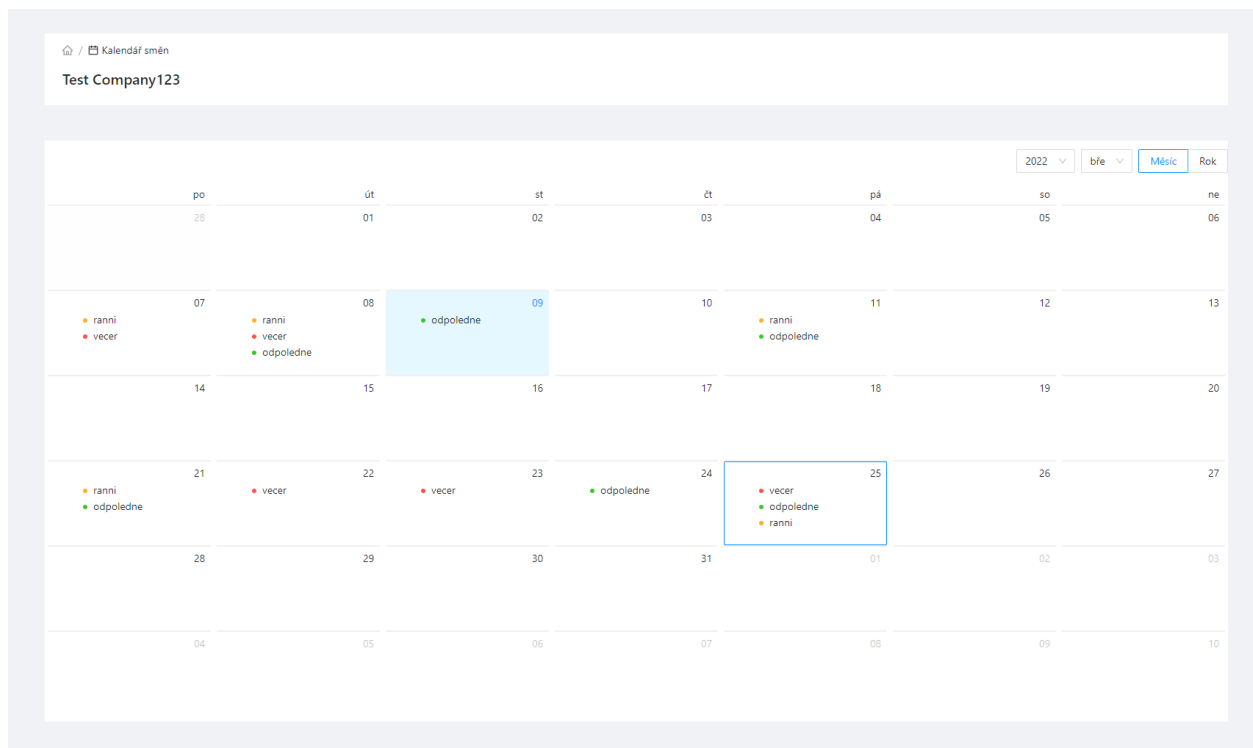 / Kalendář směn
Test Company123
2022 bře Měsíc Rok
po út st čt pá so ne
28 01 02 03 04 05 06
07 08 09 10 11 12 13
ranni ranni odpoledne ranni
vecer vecer odpoledne
odpoledne
14 15 16 17 18 19 20
21 22 23 24 25 26 27
ranni vecer vecer odpoledne vecer
odpoledne odpoledne
ranni
28 29 30 31 01 02 03
04 05 06 07 08 09 10